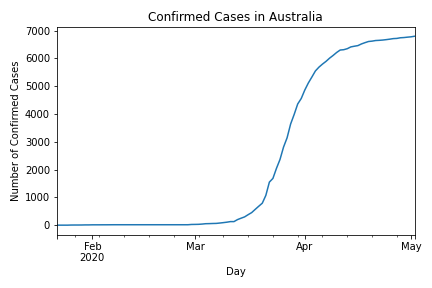 Confirmed Cases in Australia
Number of Confirmed Cases
7000
6000
5000
4000
3000
2000
1000
0
Feb
2020
Mar
Apr
May
Day